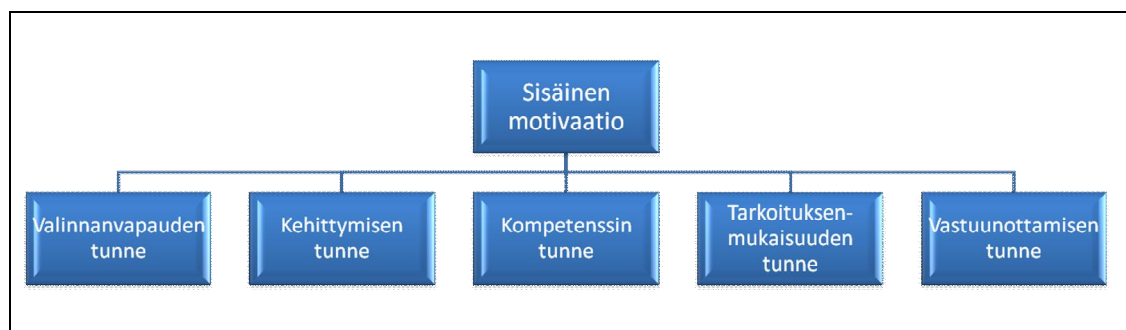 Sisäinen
motivaatio
Valinnanvapauden
tunne
Kehittymisen
tunne
Kompetenssin
tunne
Tarkoituksen-
mukaisuuden
tunne
Vastuunottamisen
tunne